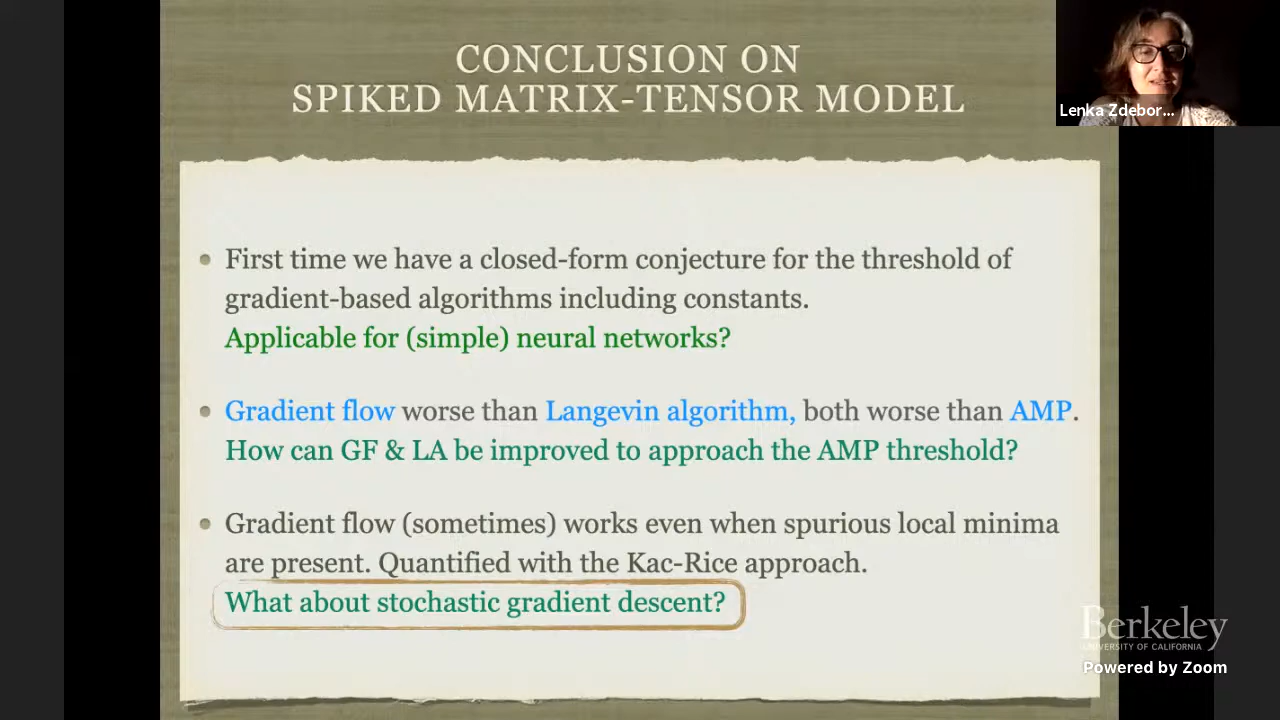 CONCLUSION ON
SPIKED MATRIX-TENSOR MODEL
Lenka Zdebor...
First time we have a closed-form conjecture for the threshold of
gradient-based algorithms including constants.
Applicable for (simple) neural networks?
Gradient flow worse than Langevin algorithm, both worse than AMP.
How can GF & LA be improved to approach the AMP threshold?
Gradient flow (sometimes) works even when spurious local minima
are present. Quantified with the Kac-Rice approach.
What about stochastic gradient descent?
Berkeley
UNIVERSITY OF CALIFORNIA
Powered by Zoom